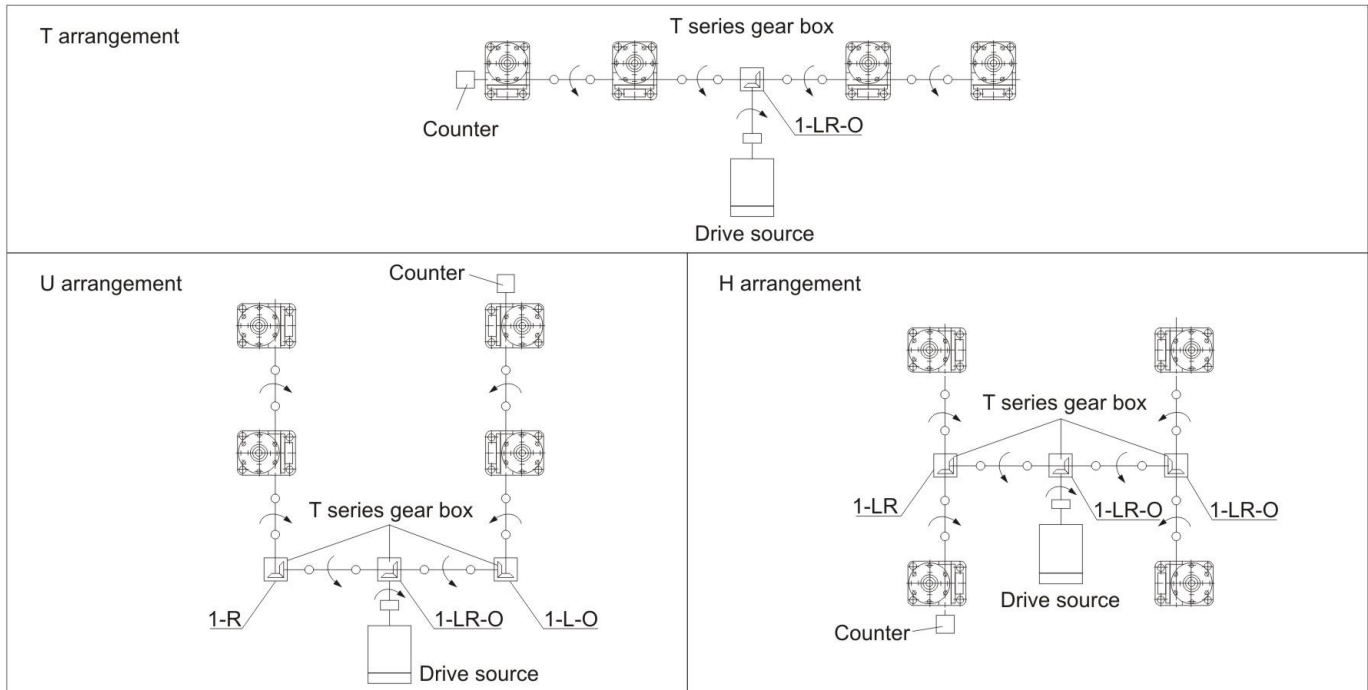 T arrangement
T series gear box
Counter
1-LR-O
Drive source
U arrangement
Counter
T series gear box
1-R
1-LR-O
1-L-O
Drive source
H arrangement
T series gear box
1-LR
1-LR-O
1-LR-O
Drive source
Counter